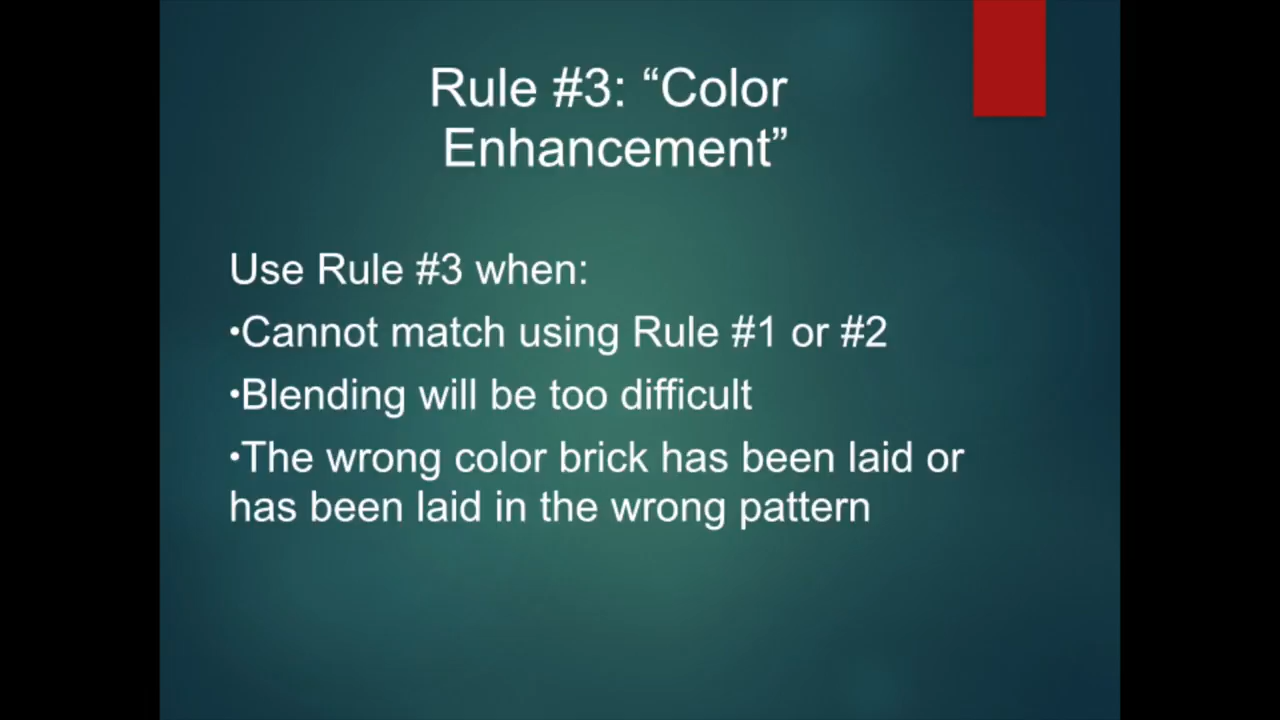 Rule #3: “Color
Enhancement”
Use Rule #3 when:
•Cannot match using Rule #1 or #2
•Blending will be too difficult
•The wrong color brick has been laid or
has been laid in the wrong pattern